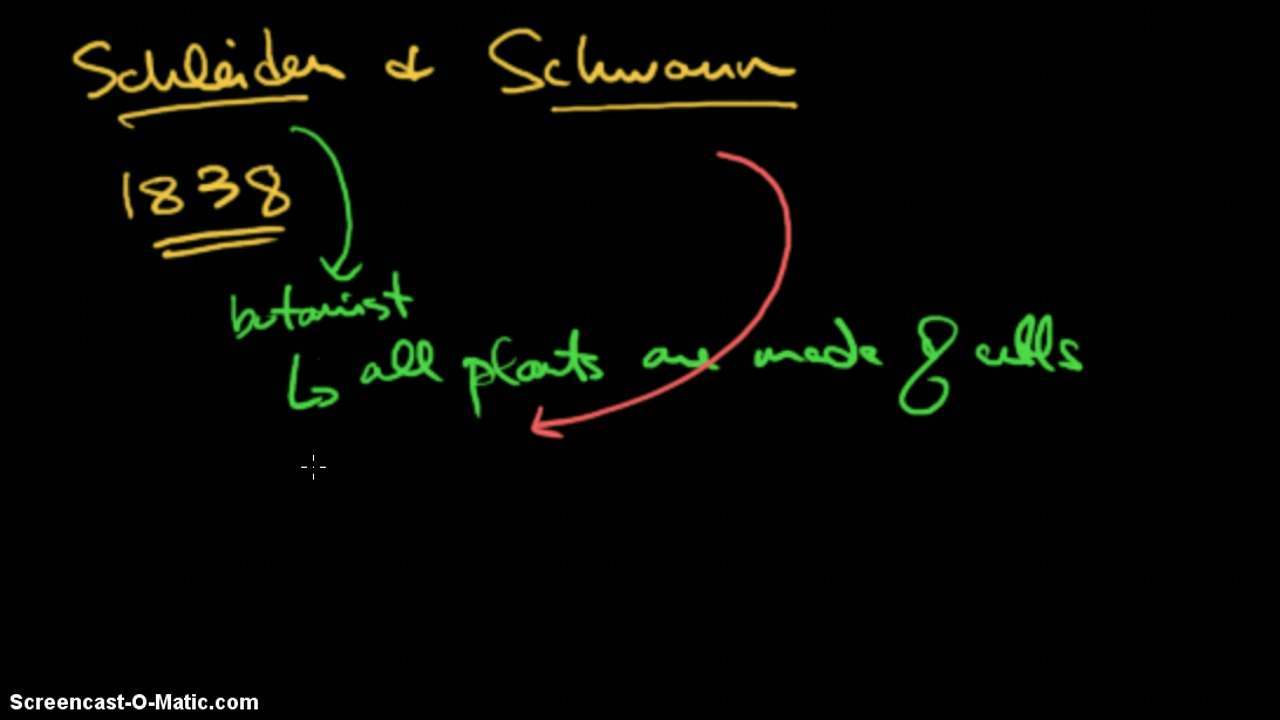 Schleiden & Schwann
1838
botanist
all plants are made of cells
Screencast-O-Matic.com